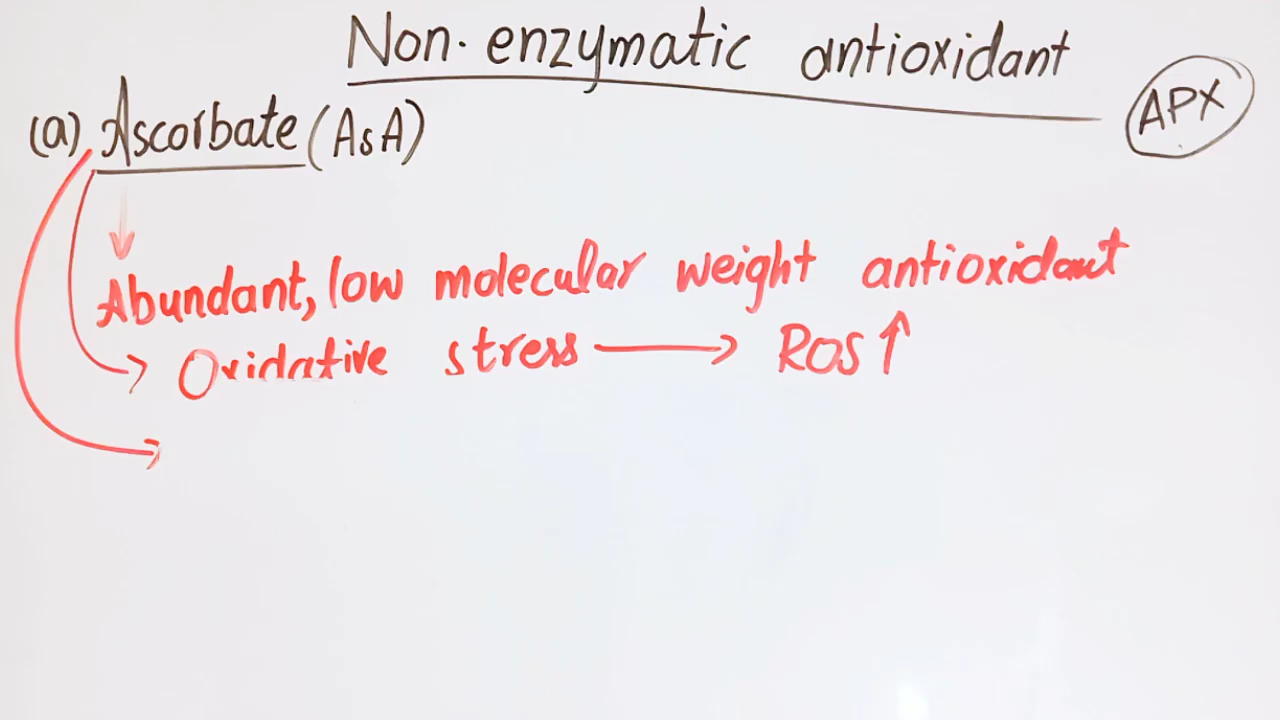 Non-enzymatic antioxidant
APX
(a) Ascorbate (AsA)
Abundant, low molecular weight antioxidant
Oxidative stress → ROS ↑